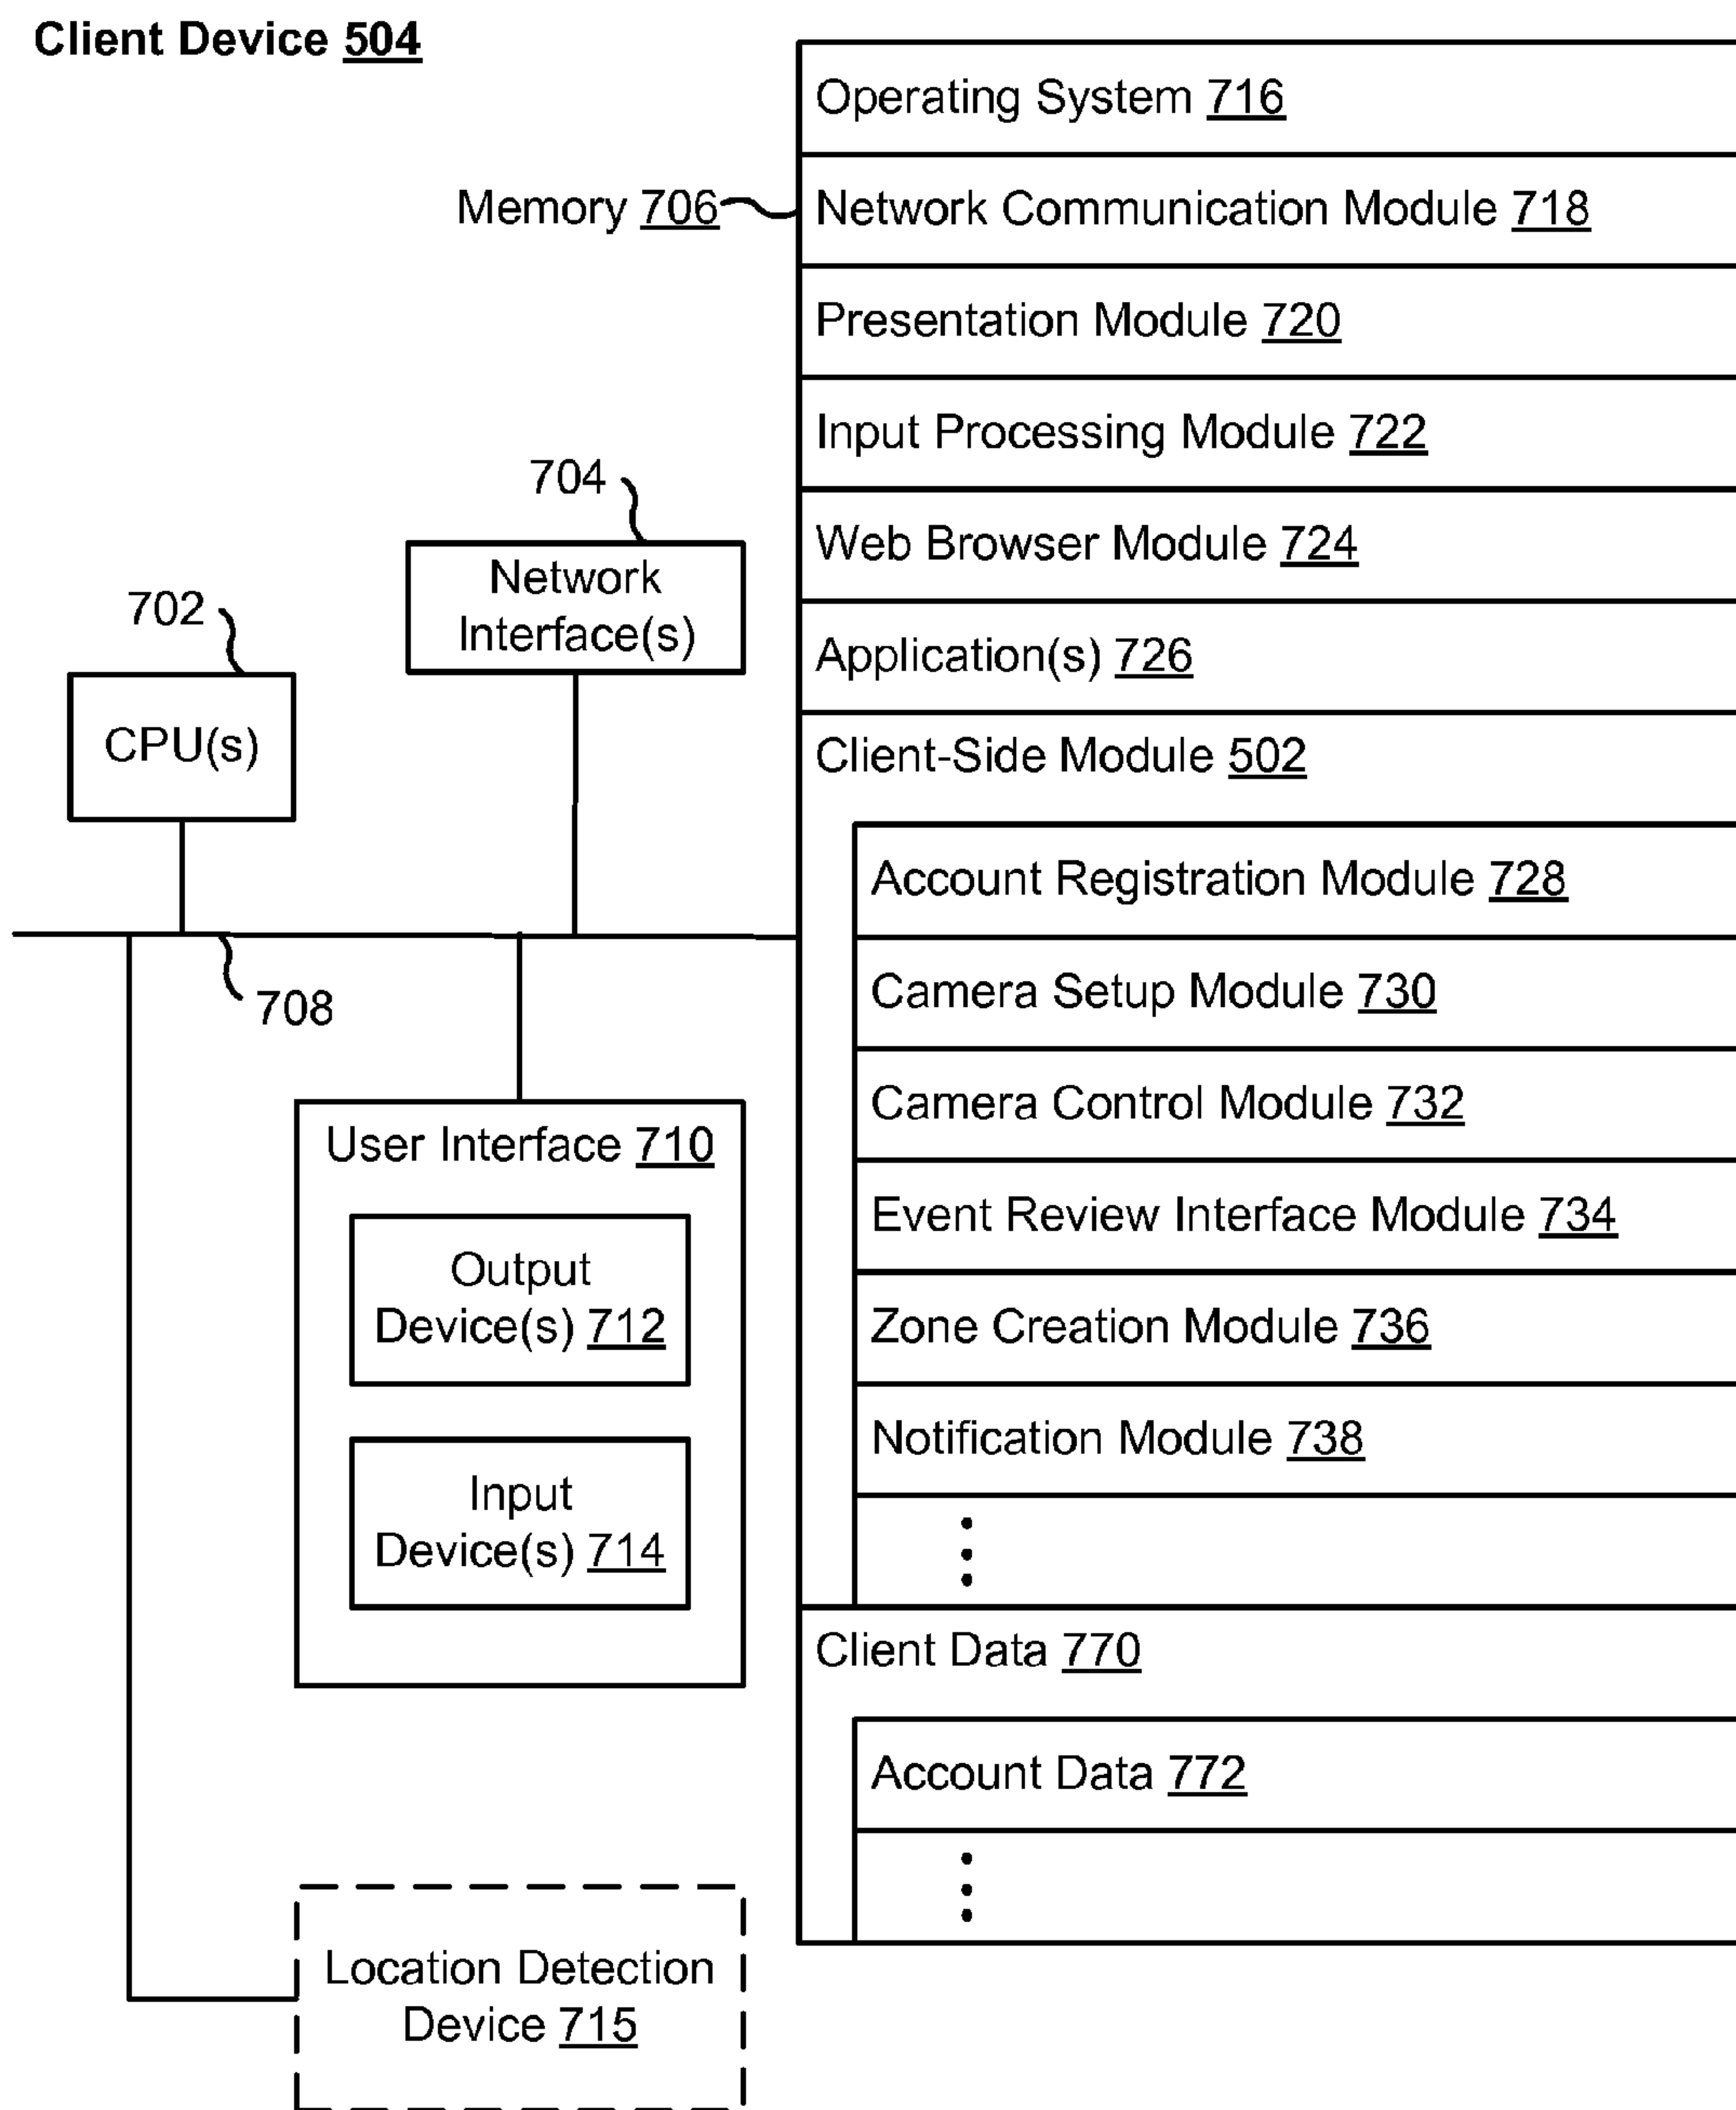 Client Device 504
Operating System 716
Memory 706
Network Communication Module 718
Presentation Module 720
Input Processing Module 722
704
Web Browser Module 724
Network
Interface(s)
702
Application(s) 726
CPU(s)
Client-Side Module 502
Account Registration Module 728
708
Camera Setup Module 730
Camera Control Module 732
User Interface 710
Event Review Interface Module 734
Output
Device(s) 712
Zone Creation Module 736
Notification Module 738
Input
Device(s) 714
Client Data 770
Account Data 772
Location Detection
Device 715